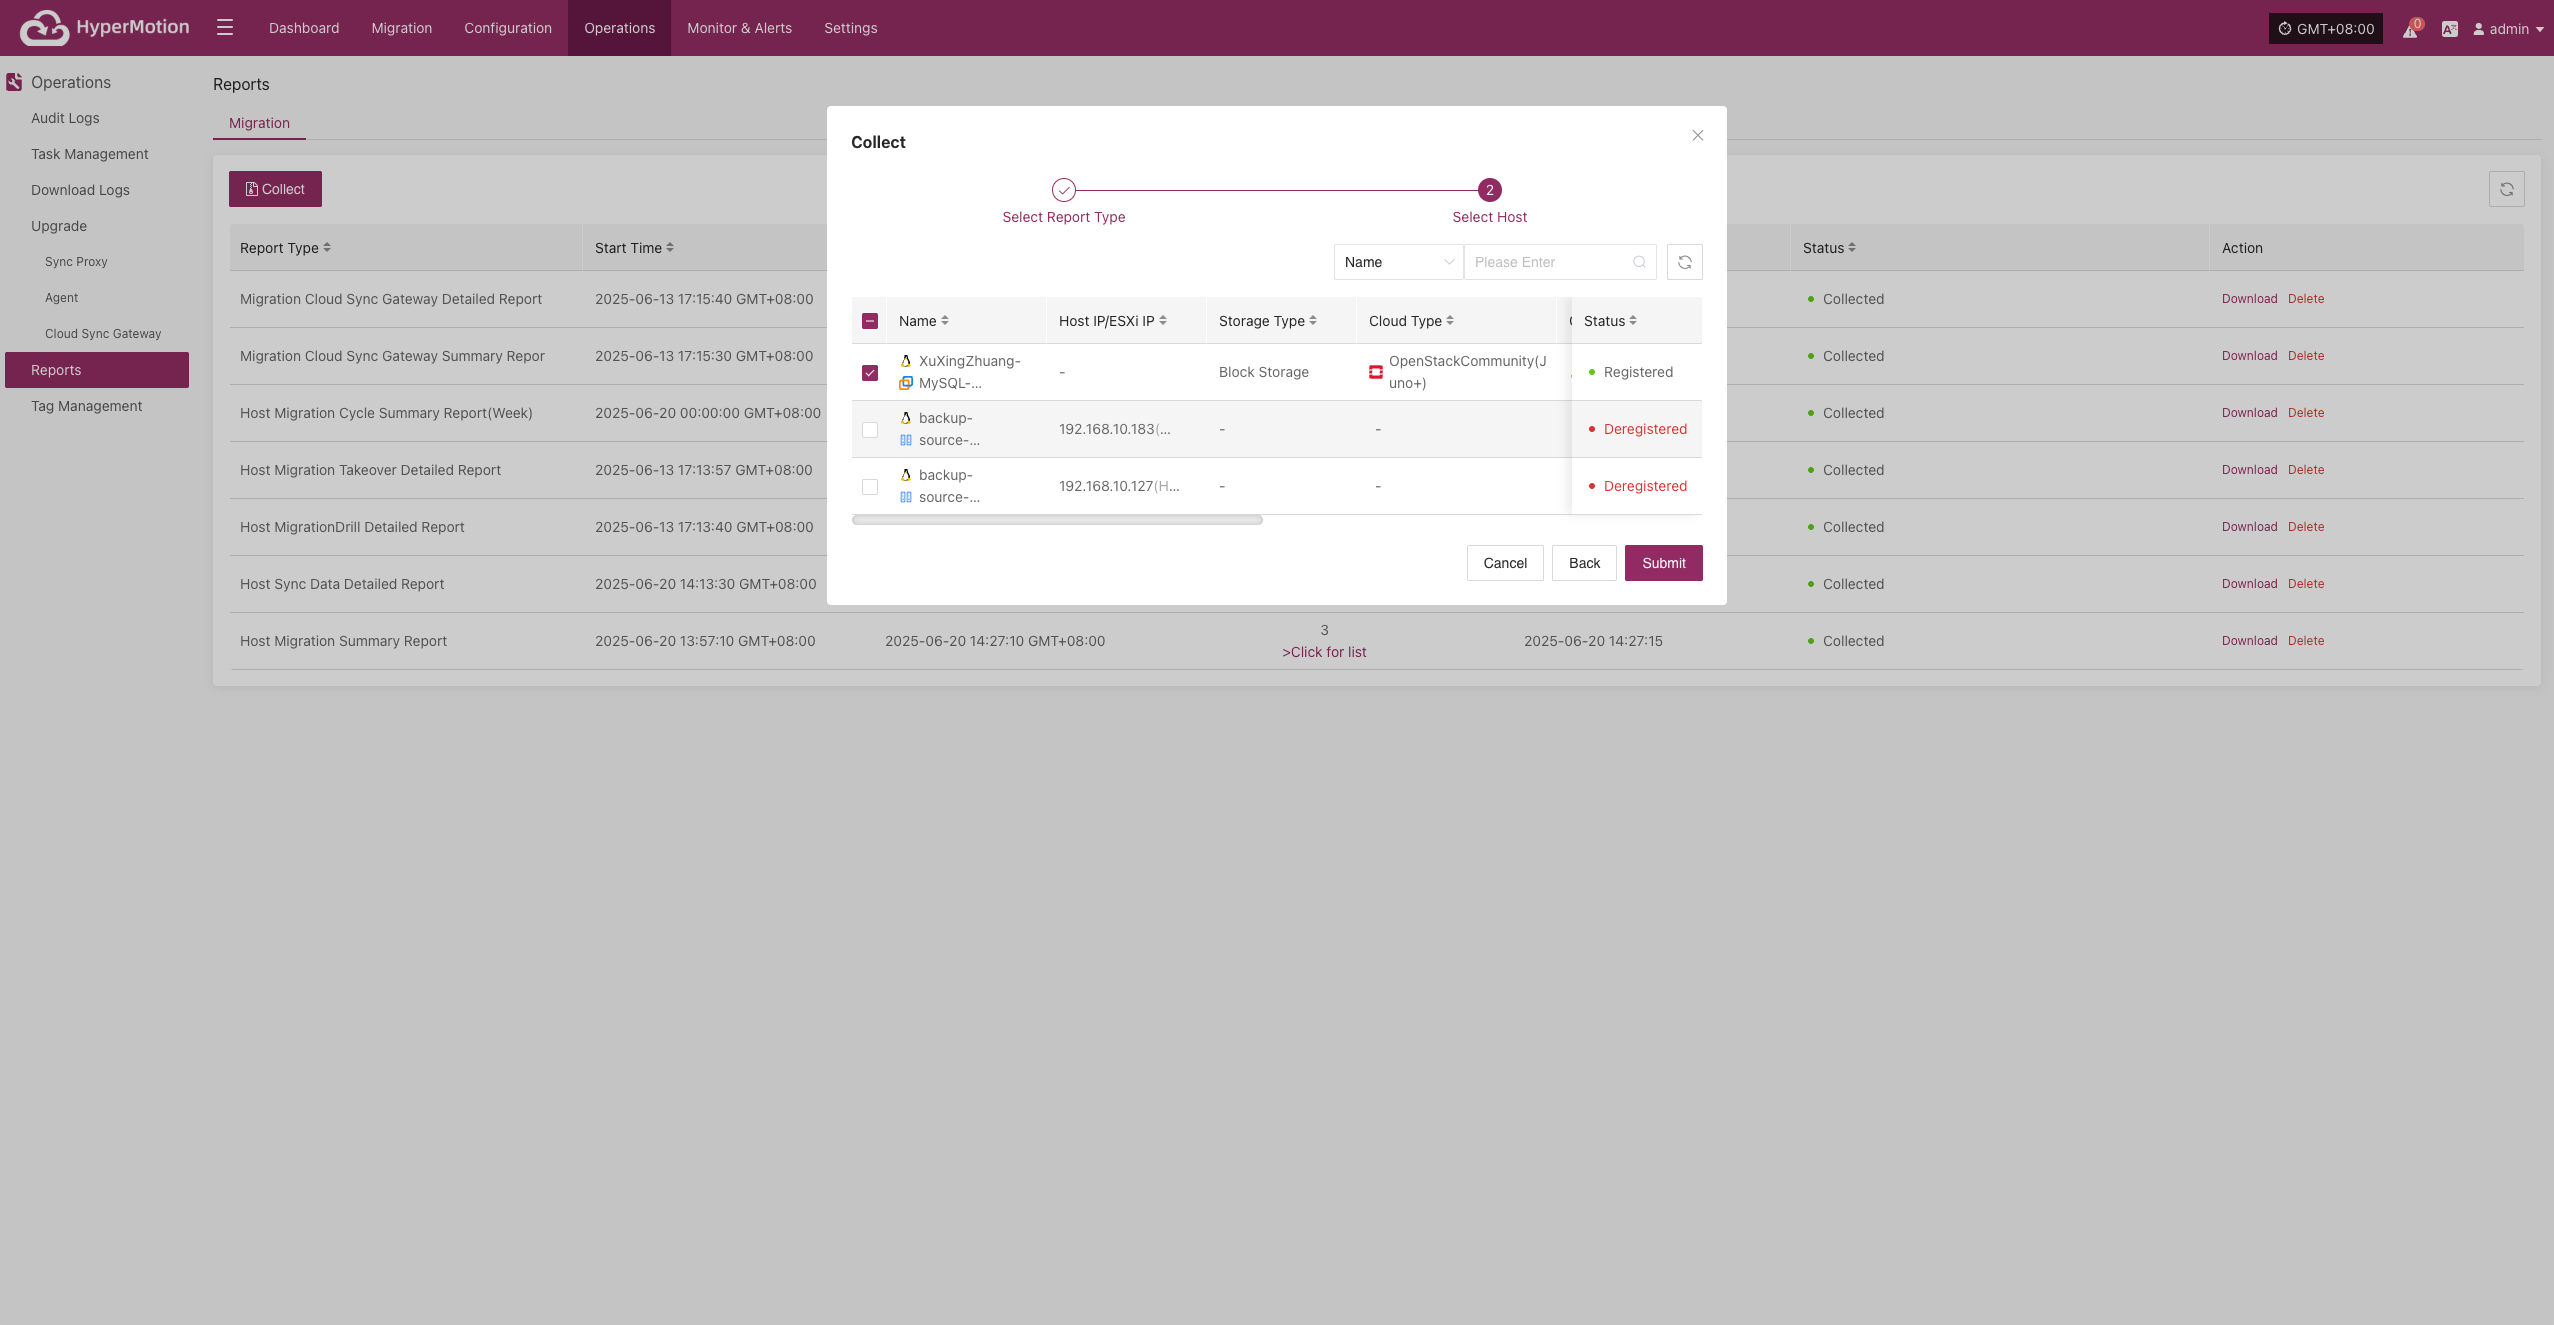 HyperMotion
Dashboard
Migration
Configuration
Operations
Monitor & Alerts
Settings
GMT+08:00
0
admin
Operations
Audit Logs
Task Management
Download Logs
Upgrade
Sync Proxy
Agent
Cloud Sync Gateway
Reports
Tag Management
Reports
Migration
Collect
Report Type
Start Time
Status
Action
Migration Cloud Sync Gateway Detailed Report
2025-06-13 17:15:40 GMT+08:00
Collected
Download
Delete
Migration Cloud Sync Gateway Summary Repor
2025-06-13 17:15:30 GMT+08:00
Collected
Download
Delete
Host Migration Cycle Summary Report(Week)
2025-06-20 00:00:00 GMT+08:00
Collected
Download
Delete
Host Migration Takeover Detailed Report
2025-06-13 17:13:57 GMT+08:00
Collected
Download
Delete
Host MigrationDrill Detailed Report
2025-06-13 17:13:40 GMT+08:00
Collected
Download
Delete
Host Sync Data Detailed Report
2025-06-20 14:13:30 GMT+08:00
Collected
Download
Delete
Host Migration Summary Report
2025-06-20 13:57:10 GMT+08:00
2025-06-20 14:27:10 GMT+08:00
3
>Click for list
2025-06-20 14:27:15
Collected
Download
Delete
Collect
2
Select Report Type
Select Host
Name
Please Enter
Name
Host IP/ESXi IP
Storage Type
Cloud Type
Status
XuXingZhuang-
MySQL-...
-
Block Storage
OpenStackCommunity(J
uno+)
Registered
backup-
source-...
192.168.10.183(...
-
-
Deregistered
backup-
source-...
192.168.10.127(H...
-
-
Deregistered
Cancel
Back
Submit